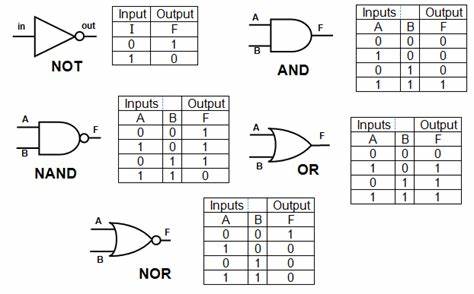 in
out
NOT
Input Output
I F
0 1
1 0
A
B
F
AND
Inputs Output
A B F
0 0 0
1 0 0
0 1 0
1 1 1
A
B
F
NAND
Inputs Output
A B F
0 0 1
1 0 1
0 1 1
1 1 0
A
B
F
OR
Inputs Output
A B F
0 0 0
1 0 1
0 1 1
1 1 1
A
B
F
NOR
Inputs Output
A B F
0 0 1
1 0 0
0 1 0
1 1 0